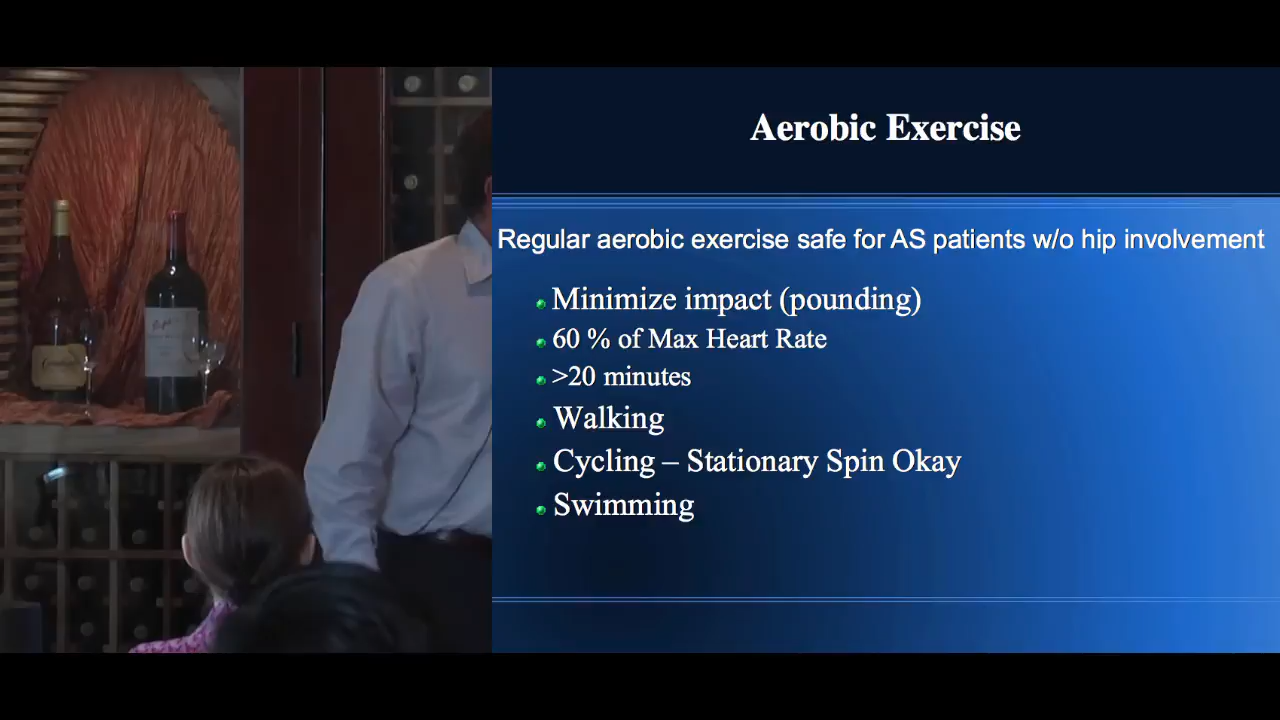 Aerobic Exercise
Regular aerobic exercise safe for AS patients w/o hip involvement
Minimize impact (pounding)
60 % of Max Heart Rate
>20 minutes
Walking
Cycling – Stationary Spin Okay
Swimming